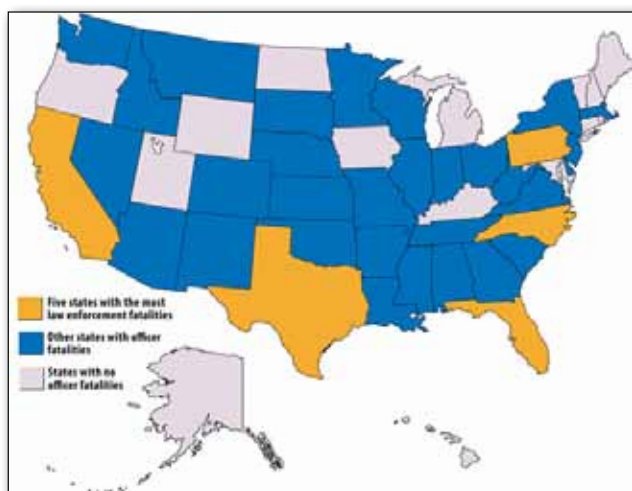 Five states with the most
law enforcement fatalities
Other states with officer
fatalities
States with no
officer fatalities